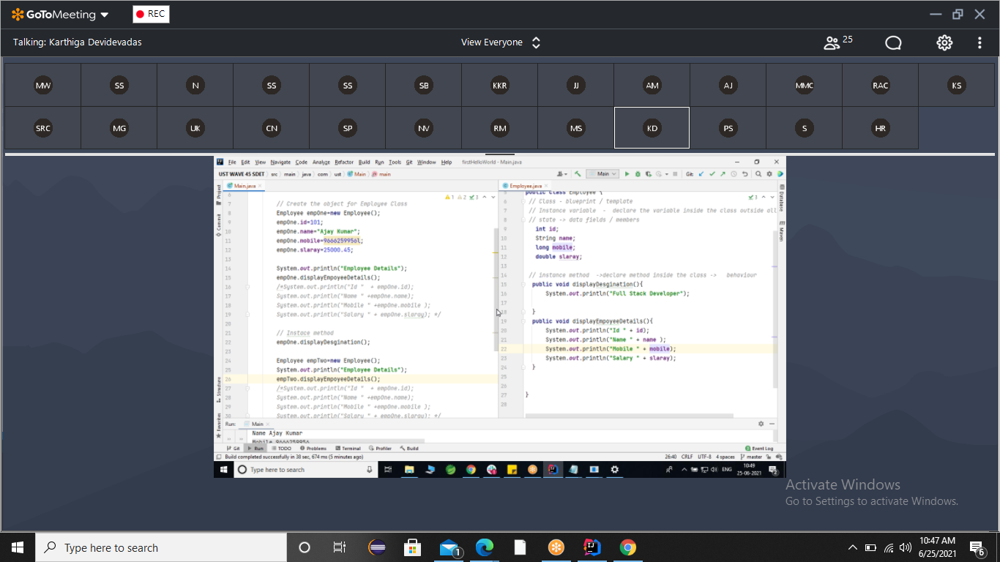 GoToMeeting
REC
Talking: Karthiga Devidevadas
View Everyone
25
MW SS N SS SS SB KKR JJ AM AJ MMC RAC KS
SRC MG UK CN SP NV RM MS KD PS S HR
File Edit View Navigate Code Analyze Refactor Build Run Tools Git Window Help firstHelloWorld - Main.java
UST WAVE 45 SDET src main java com ust Main main
Main
Git:
Main.java
Project
Commit
Structure
Favorites
1 2 3
6
7 // Create the object for Employee Class
8 Employee empOne=new Employee();
9 empOne.id=101;
10 empOne.name="Ajay Kumar";
11 empOne.mobile=9666259956l;
12 empOne.slaray=25000.45;
13
14 System.out.println("Employee Details");
15 empOne.displayEmpoyeeDetails();
16 /*System.out.println("Id " + empOne.id);
17 System.out.println("Name " +empOne.name);
18 System.out.println("Mobile " +empOne.mobile );
19 System.out.println("Salary " + empOne.slaray); */
20
21 // Instace method
22 empOne.displayDesgination();
23
24 Employee empTwo=new Employee();
25 System.out.println("Employee Details");
26 empTwo.displayEmpoyeeDetails();
27 /*System.out.println("Id " + empOne.id);
28 System.out.println("Name " +empOne.name);
29 System.out.println("Mobile " +empOne.mobile );
30 System.out.println("Salary " + empOne.slaray); */
Employee.java
3
Database
Maven
5 public class Employee {
6 // Class - blueprint / template
7 // Instance variable - declare the variable inside the class outside all
8 // state -> data fields / members
9 int id;
10 String name;
11 long mobile;
12 double slaray;
13
14 // instance method ->declare method inside the class -> behaviour
15 public void displayDesgination(){
16 System.out.println("Full Stack Developer");
17
18 }
19 public void displayEmpoyeeDetails(){
20 System.out.println("Id " + id);
21 System.out.println("Name " + name );
22 System.out.println("Mobile " + mobile);
23 System.out.println("Salary " + slaray);
24 }
25
26
27 }
28
Run: Main
Name Ajay Kumar
Mobile 9666259956
Git Run TODO Problems Terminal Profiler Build Event Log
Build completed successfully in 30 sec, 674 ms (5 minutes ago) 26:40 CRLF UTF-8 4 spaces master
Type here to search
ENG
10:49
25-06-2021
2
Activate Windows
Go to Settings to activate Windows.
Type here to search
1
10:47 AM
6/25/2021
6